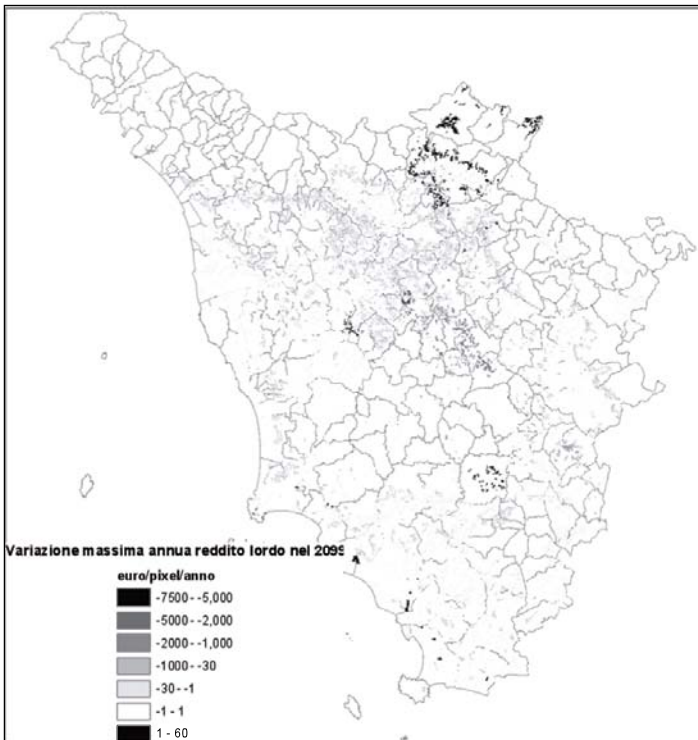 Variazione massima annua reddito lordo nel 2099
euro/pixel/anno
-7500 - -5,000
-5000 - -2,000
-2000 - -1,000
-1000 - -30
-30 - -1
-1 - 1
1 - 60